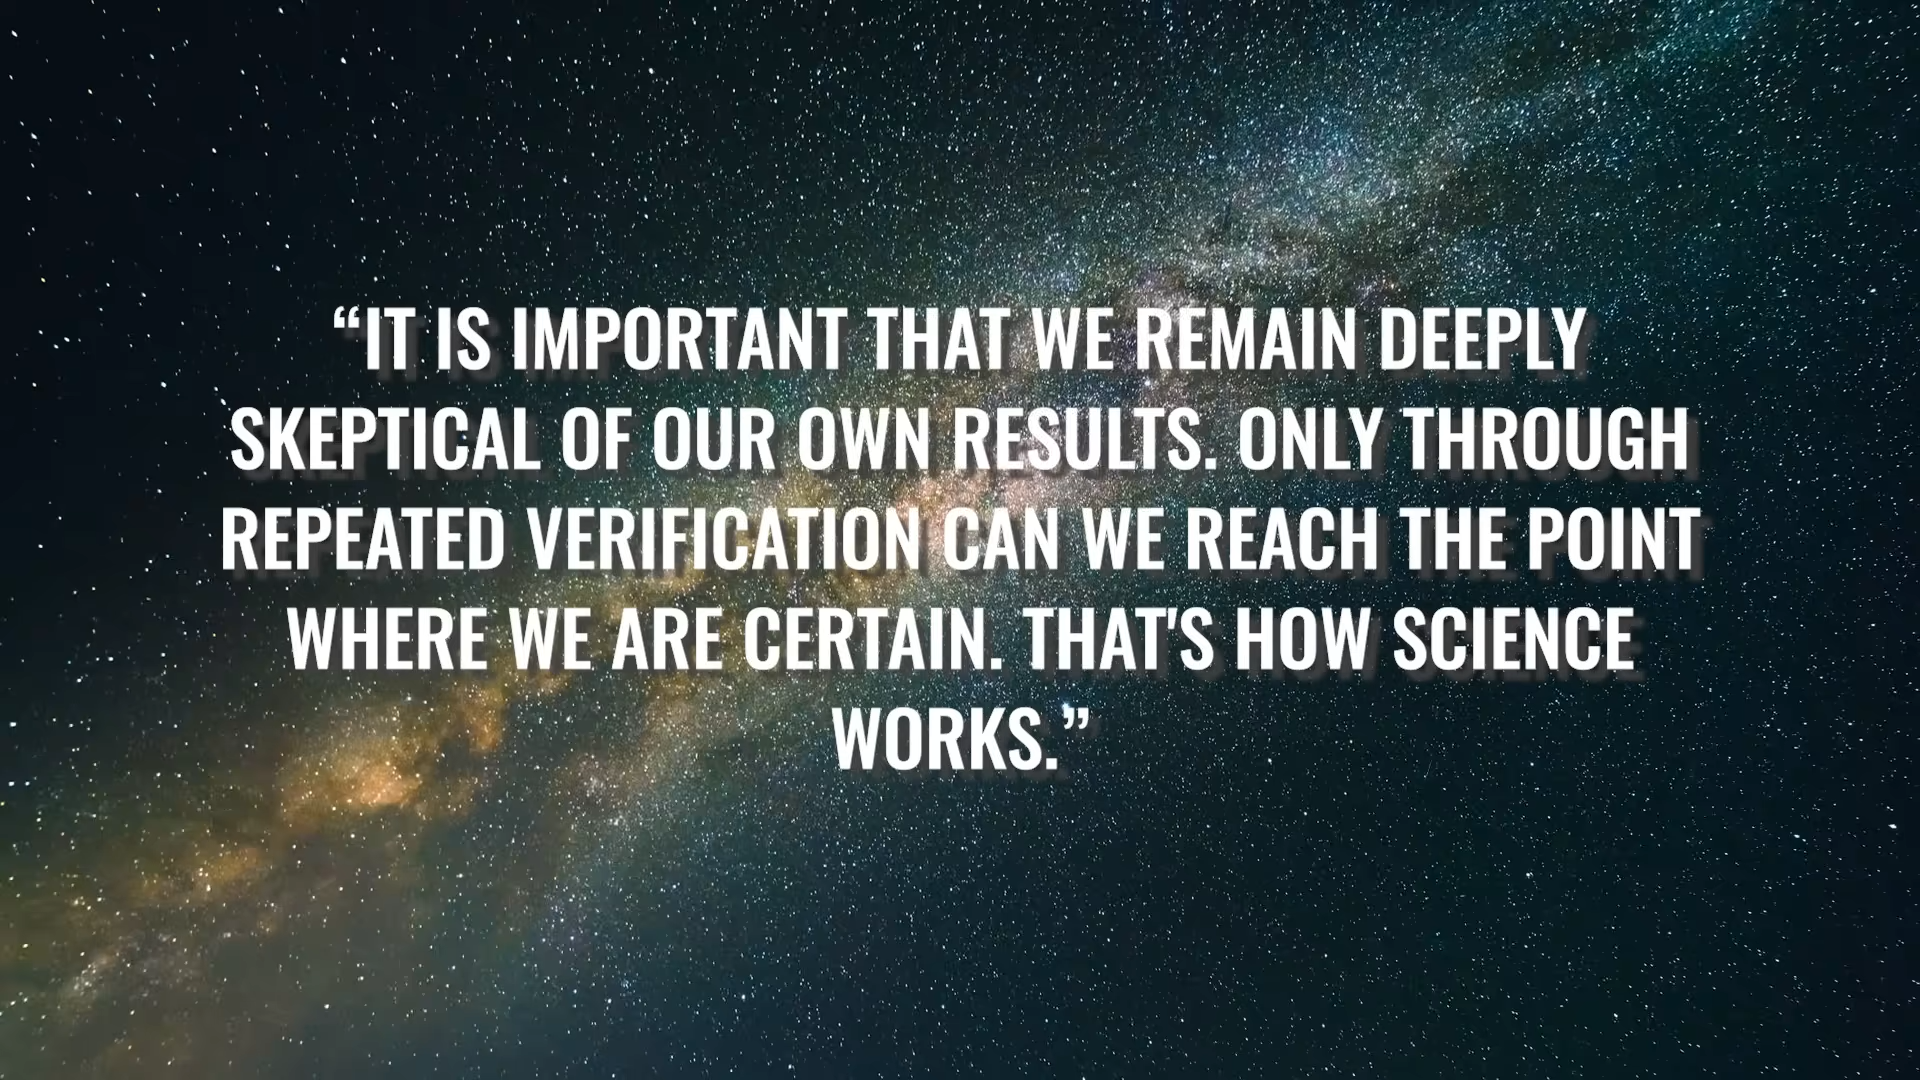 “IT IS IMPORTANT THAT WE REMAIN DEEPLY
SKEPTICAL OF OUR OWN RESULTS. ONLY THROUGH
REPEATED VERIFICATION CAN WE REACH THE POINT
WHERE WE ARE CERTAIN. THAT'S HOW SCIENCE
WORKS.”